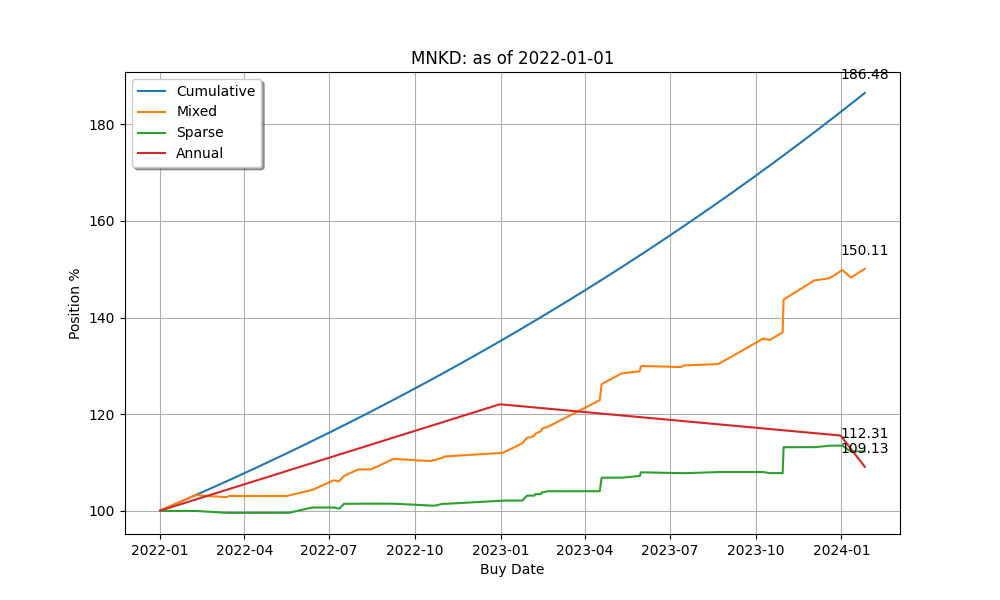 MNKD: as of 2022-01-01
186.48
Cumulative
Mixed
Sparse
Annual
180
160
150.11
140
120
112.31
109.13
100
Position %
2022-01 2022-04 2022-07 2022-10 2023-01 2023-04 2023-07 2023-10 2024-01
Buy Date